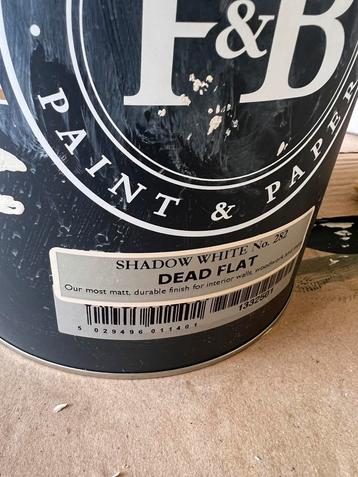 F&B
PAINT & PAPER
SHADOW WHITE No. 282
DEAD FLAT
Our most matt, durable finish for interior walls, woodwork and
5 029496 011401
1332501